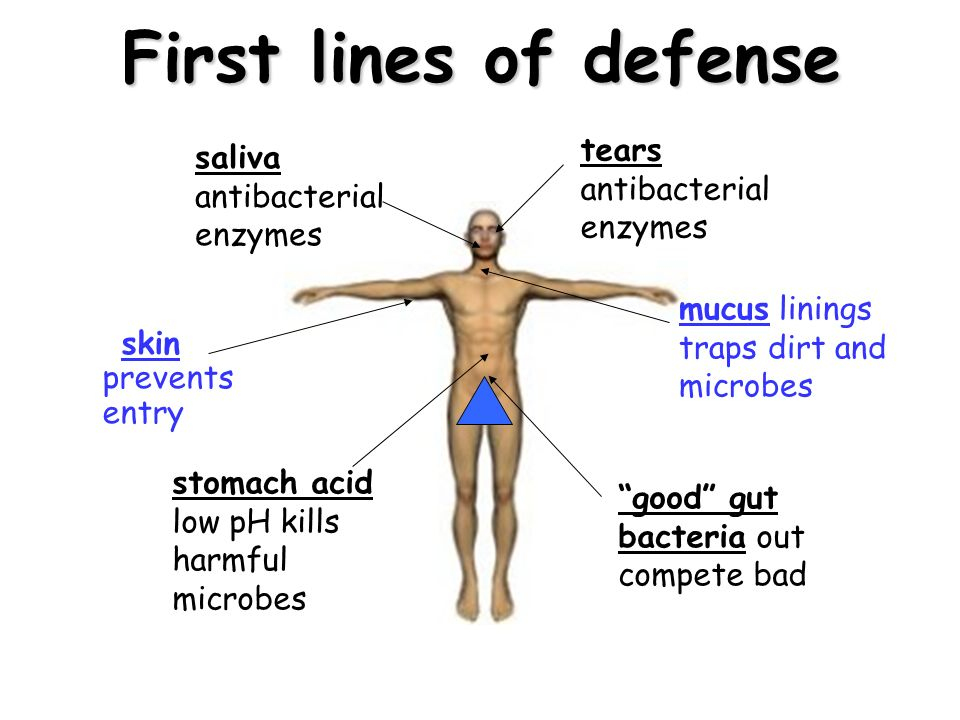 First lines of defense
saliva
antibacterial
enzymes
tears
antibacterial
enzymes
mucus linings
traps dirt and
microbes
skin
prevents
entry
stomach acid
low pH kills
harmful
microbes
“good” gut
bacteria out
compete bad